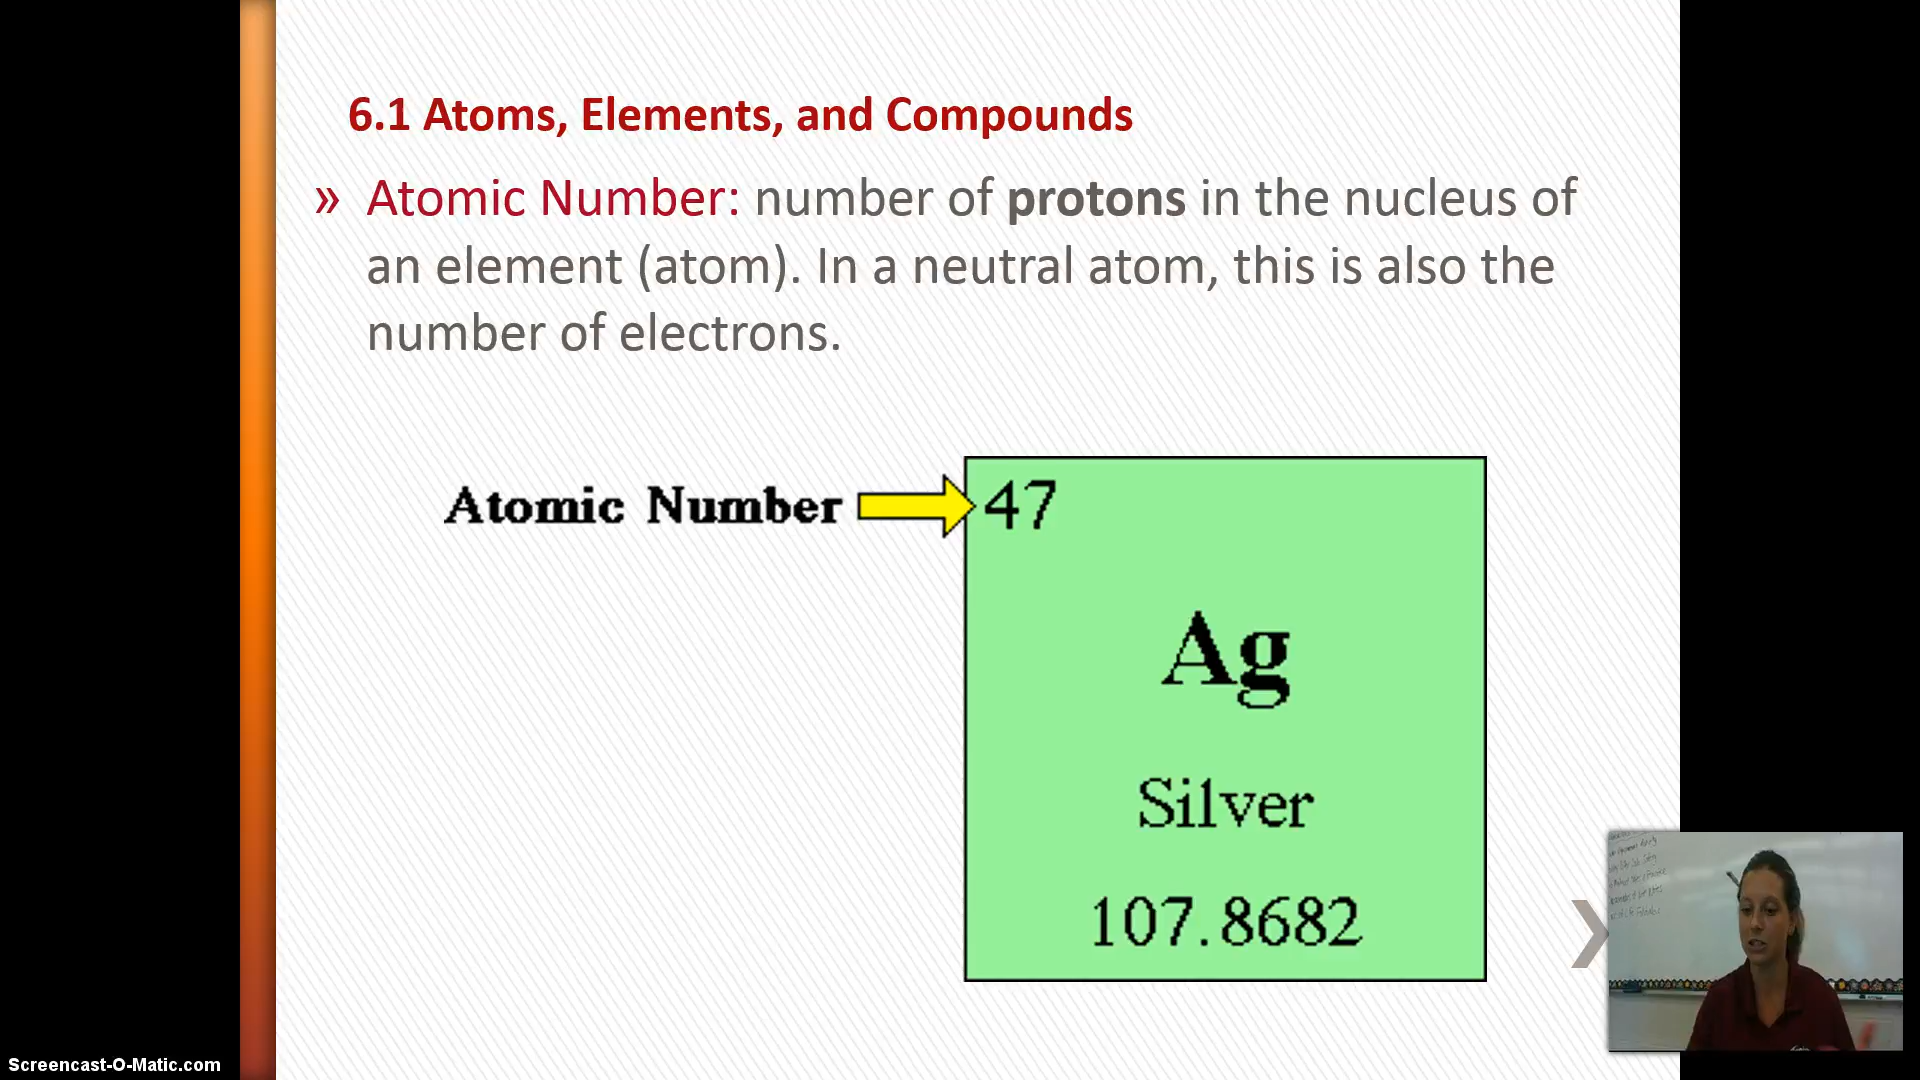 6.1 Atoms, Elements, and Compounds
» Atomic Number: number of protons in the nucleus of
an element (atom). In a neutral atom, this is also the
number of electrons.
Atomic Number
47
Ag
Silver
107.8682
Screencast-O-Matic.com